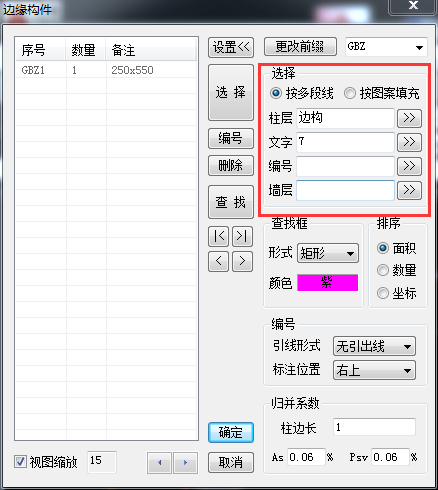 边缘构件
序号 数量 备注
GBZ1 1 250x550
视图缩放 15
设置<<
选 择
编号
删除
查 找
|< >|
< >
确定
取消
更改前缀 GBZ
选择
按多段线 按图案填充
柱层 边构 >>
文字 7 >>
编号 >>
墙层 >>
查找框
形式 矩形
颜色 紫
排序
面积
数量
坐标
编号
引线形式 无引出线
标注位置 右上
归并系数
柱边长 1
As 0.06 % Psv 0.06 %